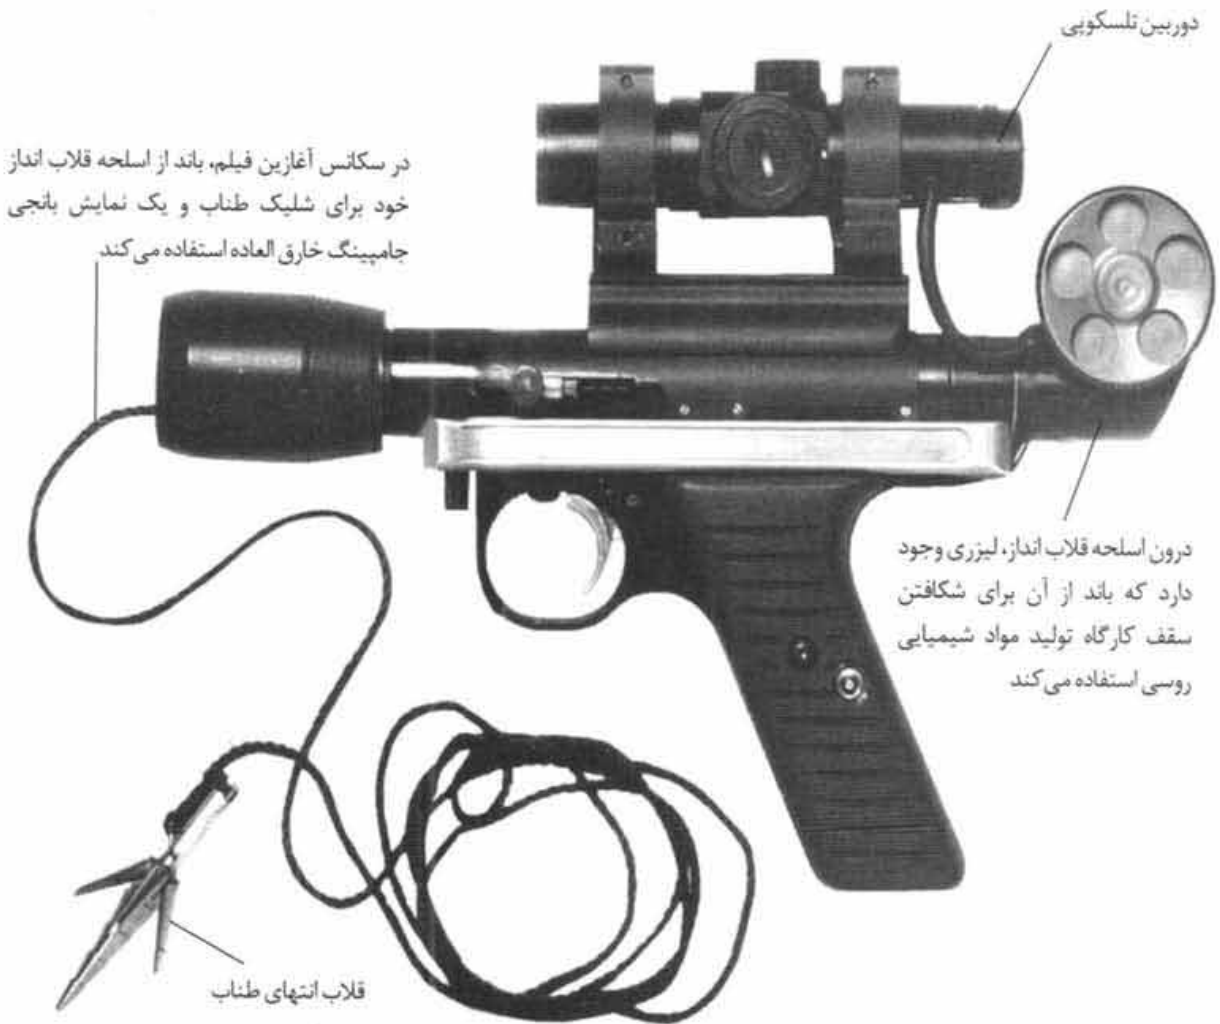 دوربین تلسکوپی
در سکانس آغازین فیلم، باند از اسلحه قلاب انداز
خود برای شلیک طناب و یک نمایش بانجی
جامپینگ خارق العاده استفاده می‌کند
درون اسلحه قلاب انداز، لیزری وجود
دارد که باند از آن برای شکافتن
سقف کارگاه تولید مواد شیمیایی
روسی استفاده می‌کند
قلاب انتهای طناب